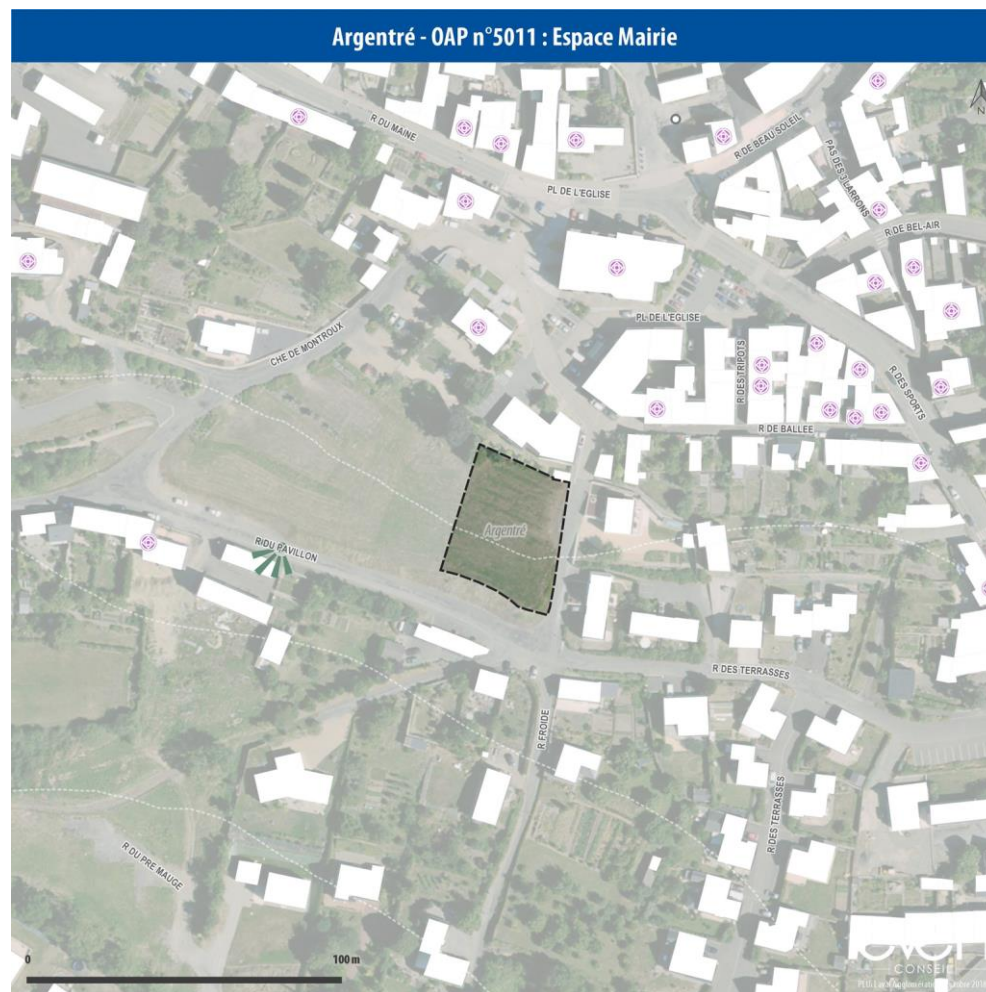 Argentré - OAP n°5011 : Espace Mairie
N
R DU MAINE
R DE BEAU SOLEIL
PAS DES 3 LARRONS
PL DE L'EGLISE
R DE BEL-AIR
PL DE L'EGLISE
CHE DE MONTROUX
R DES TRIPOTS
R DES SPORTS
R DE BALLEE
Argentré
R DU PAVILLON
R DES TERRASSES
R FROIDE
R DES TERRASSES
R DU PRE MAUGE
0
100 m
CONSEIL